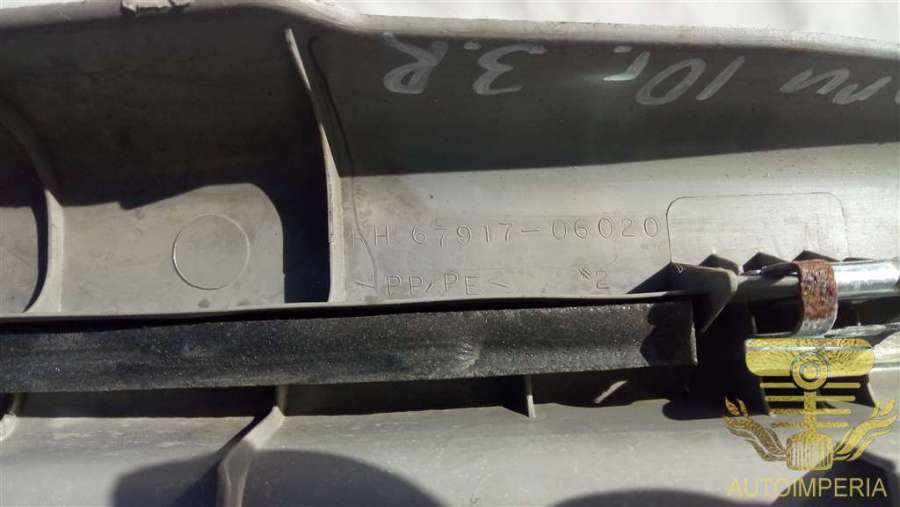 10г. 3.R
RH 67917-06020
>PP/PE< *2
AUTOIMPERIA